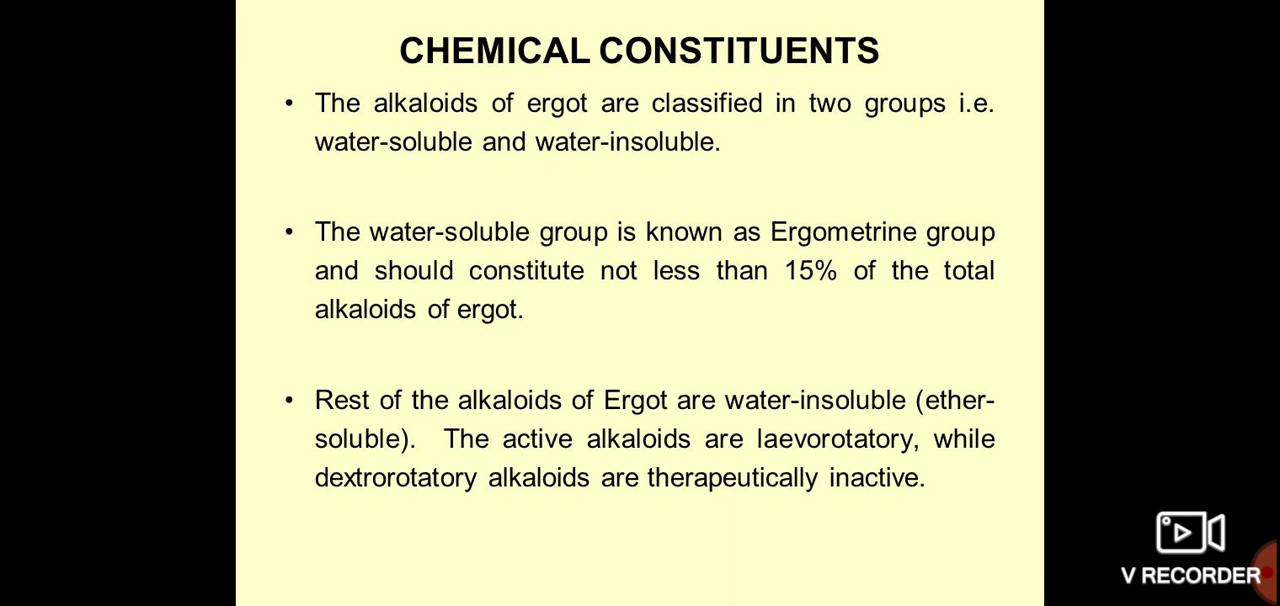 CHEMICAL CONSTITUENTS
• The alkaloids of ergot are classified in two groups i.e.
water-soluble and water-insoluble.
• The water-soluble group is known as Ergometrine group
and should constitute not less than 15% of the total
alkaloids of ergot.
• Rest of the alkaloids of Ergot are water-insoluble (ether-
soluble). The active alkaloids are laevorotatory, while
dextrorotatory alkaloids are therapeutically inactive.
V RECORDER